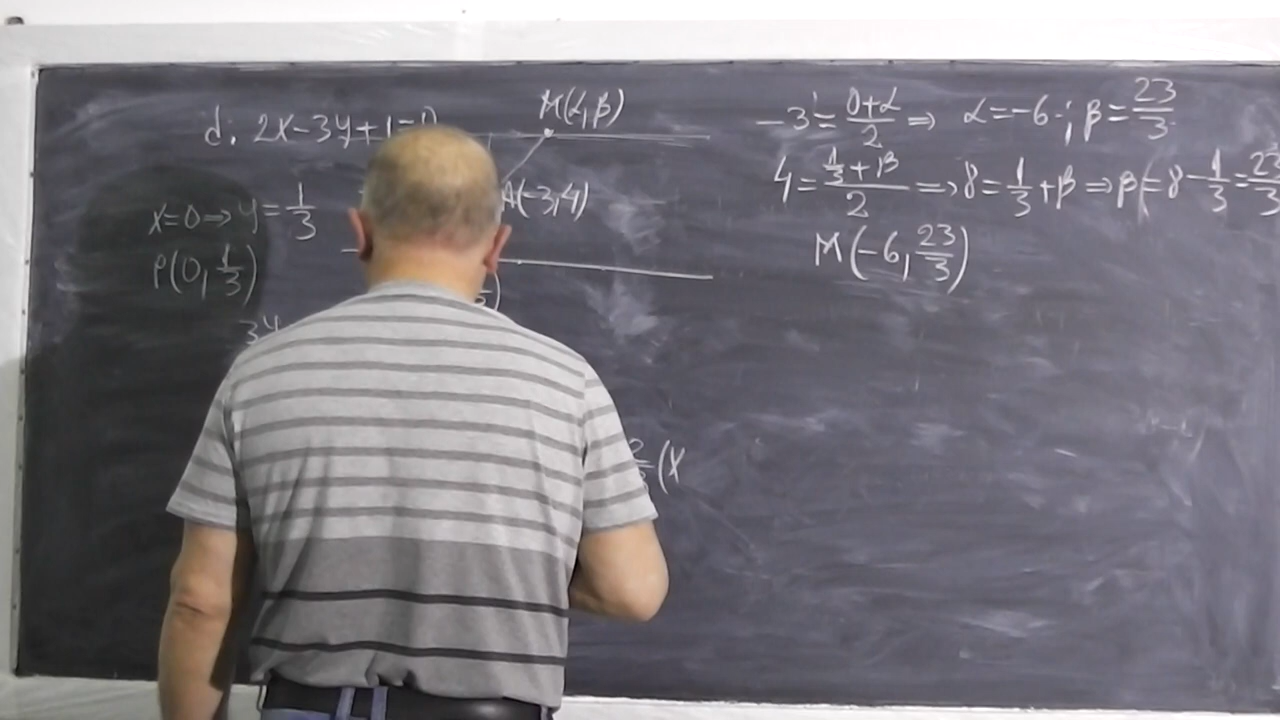 d: 2x-3y+1=0
M(α,β)
A(-3,4)
x=0 ⇒ y=1/3
P(0,1/3)
3y
(x
-3=(0+α)/2 ⇒ α=-6; β=23/3
4=(1/3+β)/2 ⇒ 8=1/3+β ⇒ β=8-1/3=23/3
M(-6,23/3)